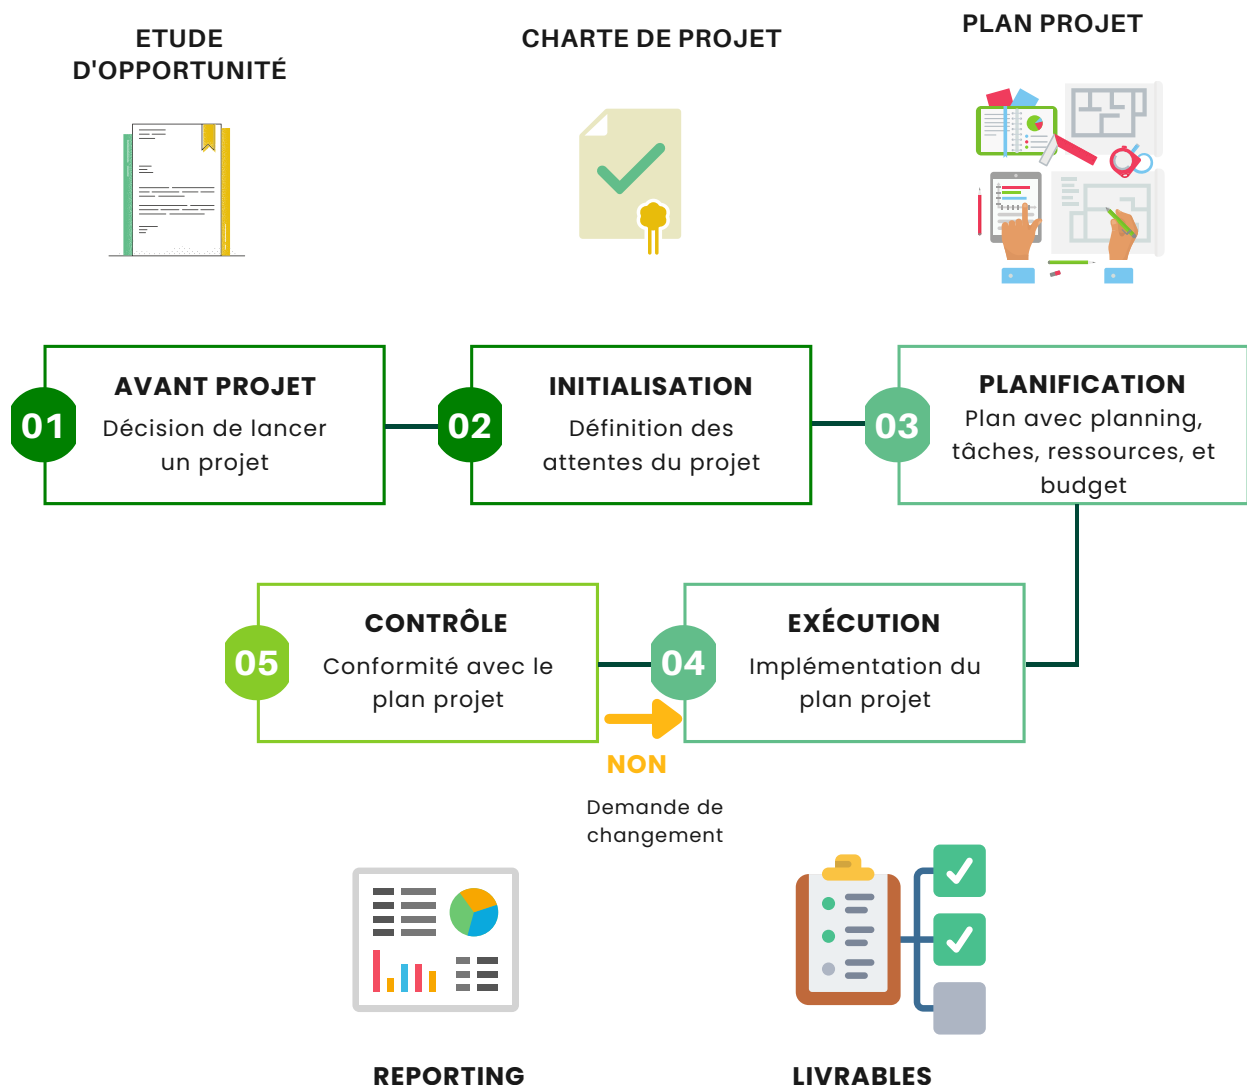 ETUDE
D'OPPORTUNITÉ
CHARTE DE PROJET
PLAN PROJET
01
AVANT PROJET
Décision de lancer
un projet
02
INITIALISATION
Définition des
attentes du projet
03
PLANIFICATION
Plan avec planning,
tâches, ressources, et
budget
05
CONTRÔLE
Conformité avec le
plan projet
04
EXÉCUTION
Implémentation du
plan projet
NON
Demande de
changement
REPORTING
LIVRABLES